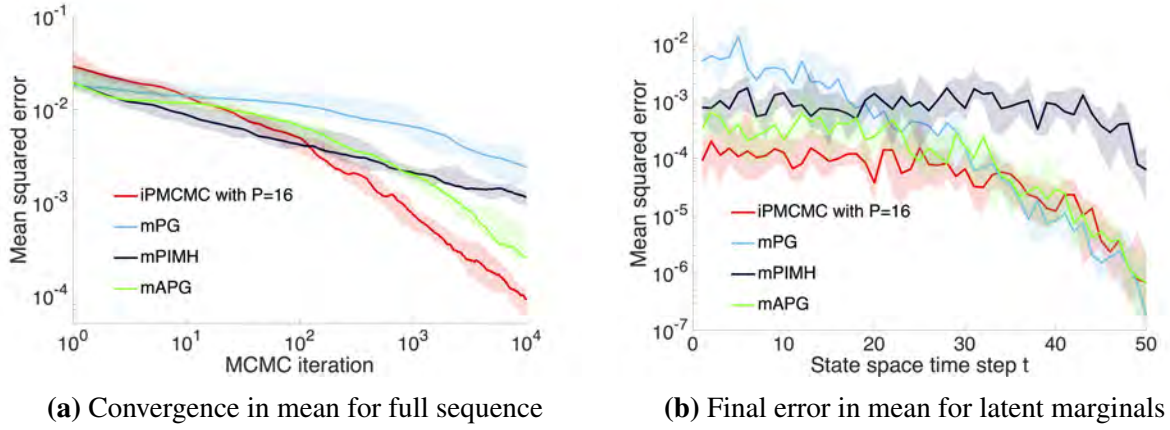 Mean squared error
10^-1
10^-2
10^-3
10^-4
iPMCMC with P=16
mPG
mPIMH
mAPG
10^0 10^1 10^2 10^3 10^4
MCMC iteration
(a) Convergence in mean for full sequence
Mean squared error
10^-2
10^-3
10^-4
10^-5
10^-6
10^-7
iPMCMC with P=16
mPG
mPIMH
mAPG
0 10 20 30 40 50
State space time step t
(b) Final error in mean for latent marginals